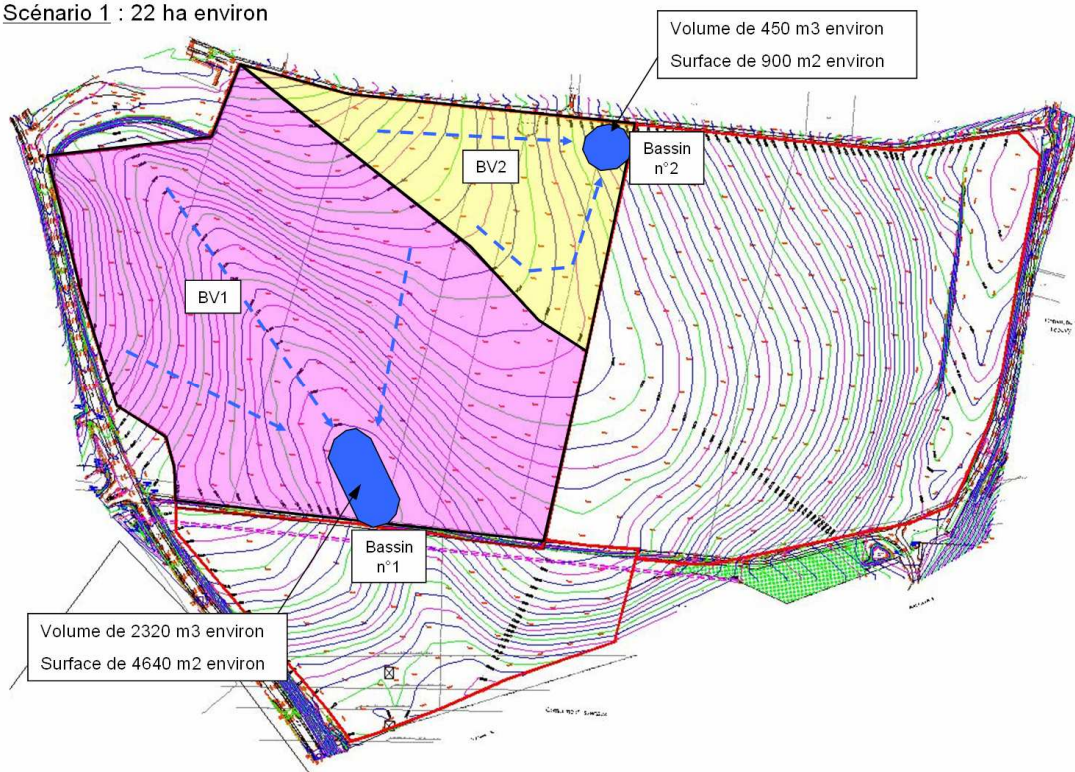 Scénario 1 : 22 ha environ
Volume de 450 m3 environ
Surface de 900 m2 environ
BV2
Bassin
n°2
BV1
Bassin
n°1
Volume de 2320 m3 environ
Surface de 4640 m2 environ